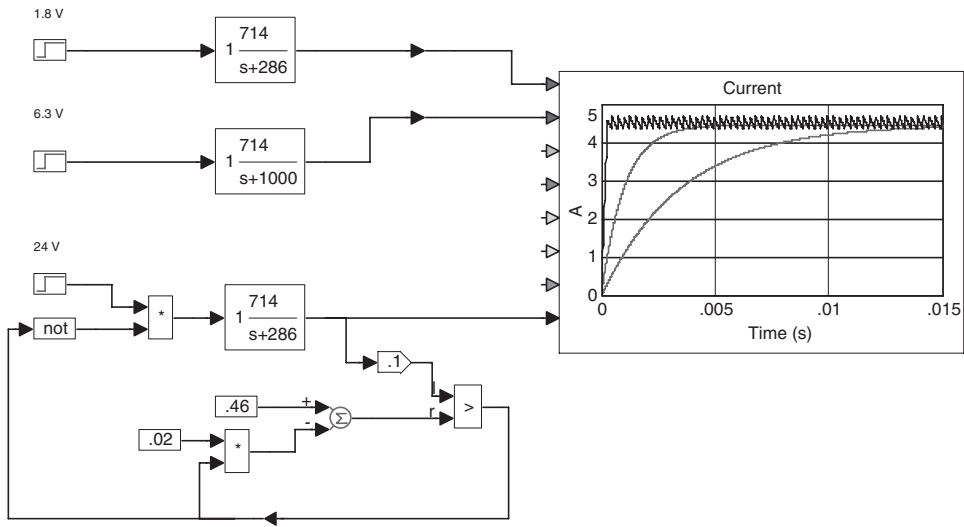 1.8 V
714
1
s+286
6.3 V
714
1
s+1000
24 V
not
*
714
1
s+286
.1
.46
+
-
Σ
.02
*
l
r
>
Current
A
5
4
3
2
1
0
0 .005 .01 .015
Time (s)